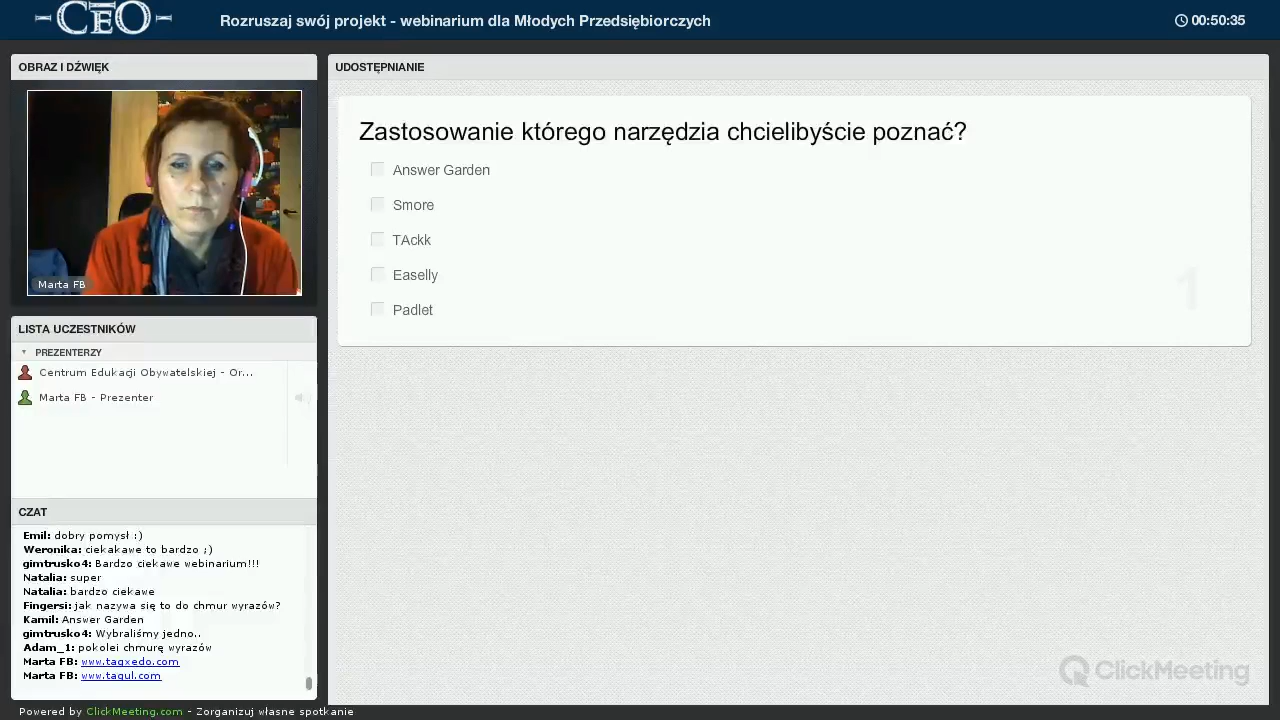 CEO
Rozruszaj swój projekt - webinarium dla Młodych Przedsiębiorczych
00:50:35
OBRAZ I DŹWIĘK
Marta FB
LISTA UCZESTNIKÓW
PREZENTERZY
Centrum Edukacji Obywatelskiej - Or...
Marta FB - Prezenter
CZAT
Emil: dobry pomysł :)
Weronika: ciekakawe to bardzo ;)
gimtrusko4: Bardzo ciekawe webinarium!!!
Natalia: super
Natalia: bardzo ciekawe
Fingersi: jak nazywa się to do chmur wyrazów?
Kamil: Answer Garden
gimtrusko4: Wybraliśmy jedno..
Adam_1: pokolei chmurę wyrazów
Marta FB: www.tagxedo.com
Marta FB: www.tagul.com
UDOSTĘPNIANIE
Zastosowanie którego narzędzia chcielibyście poznać?
Answer Garden
Smore
TAckk
Easelly
Padlet
1
ClickMeeting
Powered by ClickMeeting.com - Zorganizuj własne spotkanie